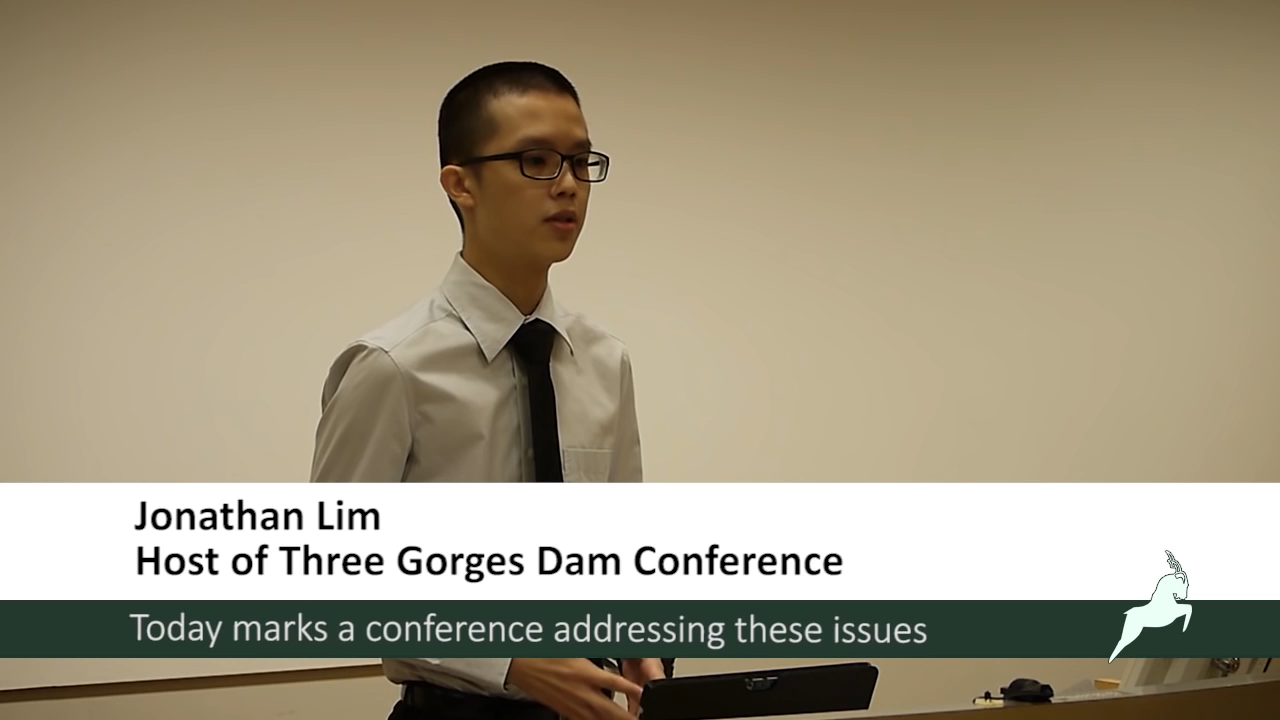 Jonathan Lim
Host of Three Gorges Dam Conference
Today marks a conference addressing these issues